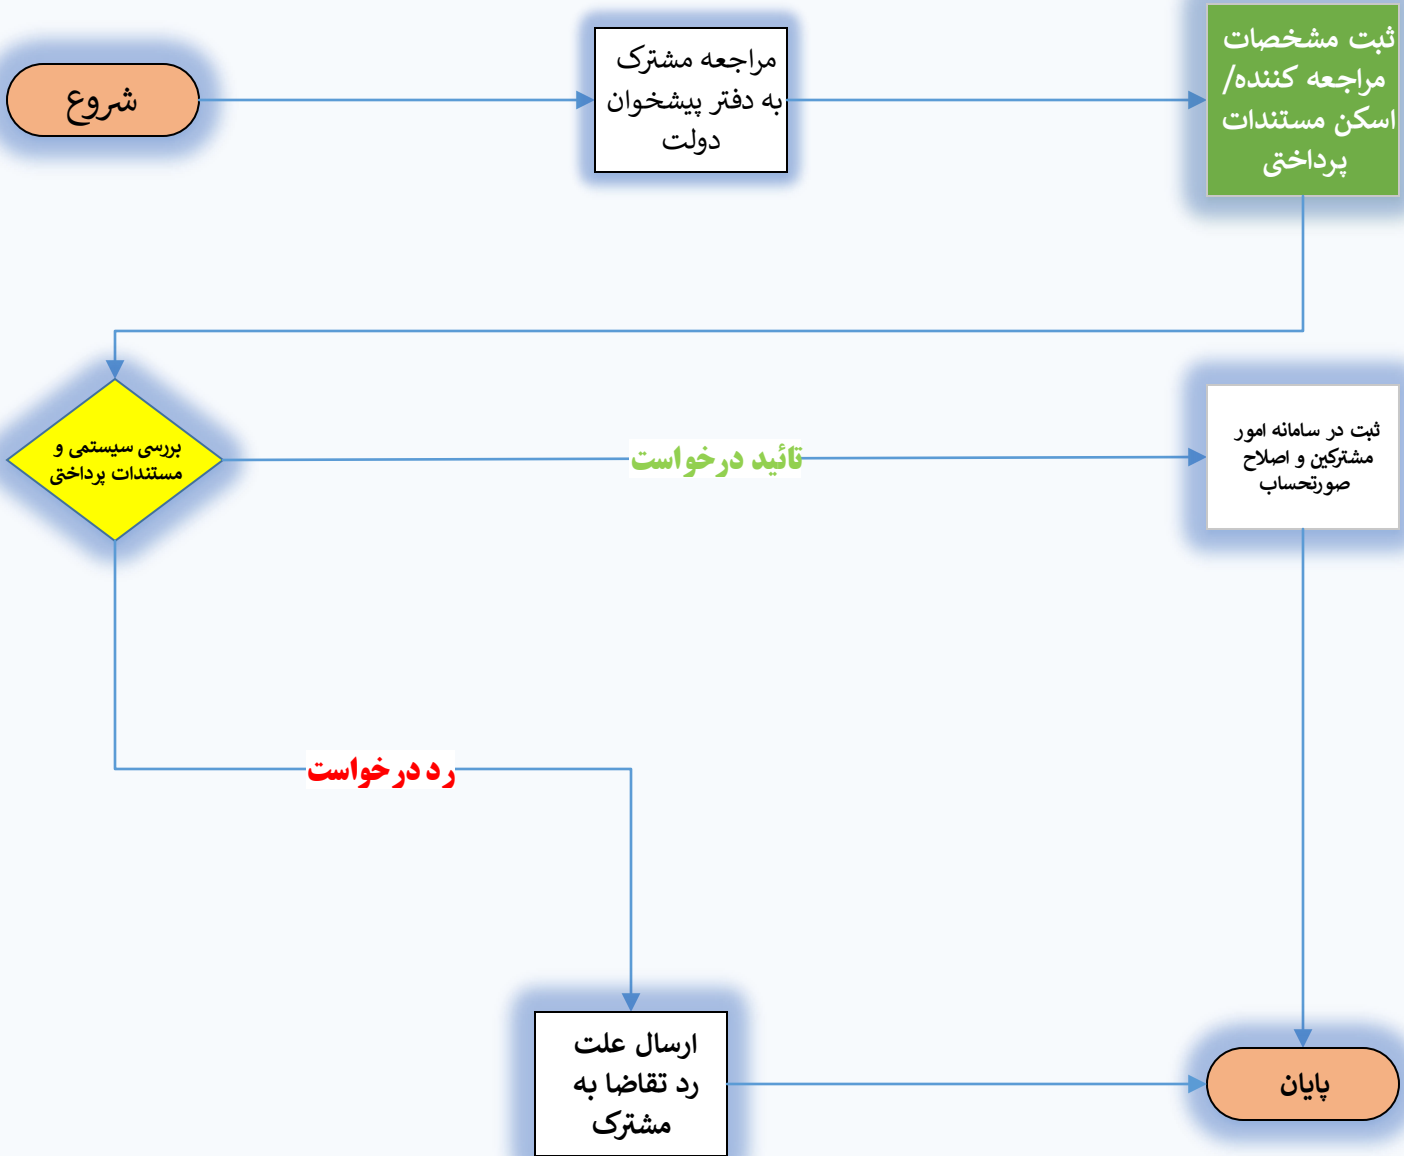 شروع
مراجعه مشترک
به دفتر پیشخوان
دولت
ثبت مشخصات
مراجعه کننده/
اسکن مستندات
پرداختی
بررسی سیستمی و
مستندات پرداختی
تائید درخواست
ثبت در سامانه امور
مشترکین و اصلاح
صورتحساب
رد درخواست
ارسال علت
رد تقاضا به
مشترک
پایان